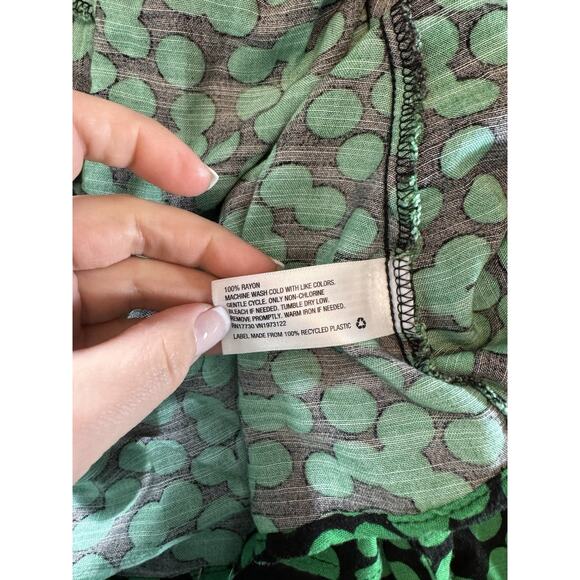 100% RAYON
MACHINE WASH COLD WITH LIKE COLORS.
GENTLE CYCLE. ONLY NON-CHLORINE
BLEACH IF NEEDED. TUMBLE DRY LOW.
REMOVE PROMPTLY. WARM IRON IF NEEDED.
RN17730 VN1973122
LABEL MADE FROM 100% RECYCLED PLASTIC